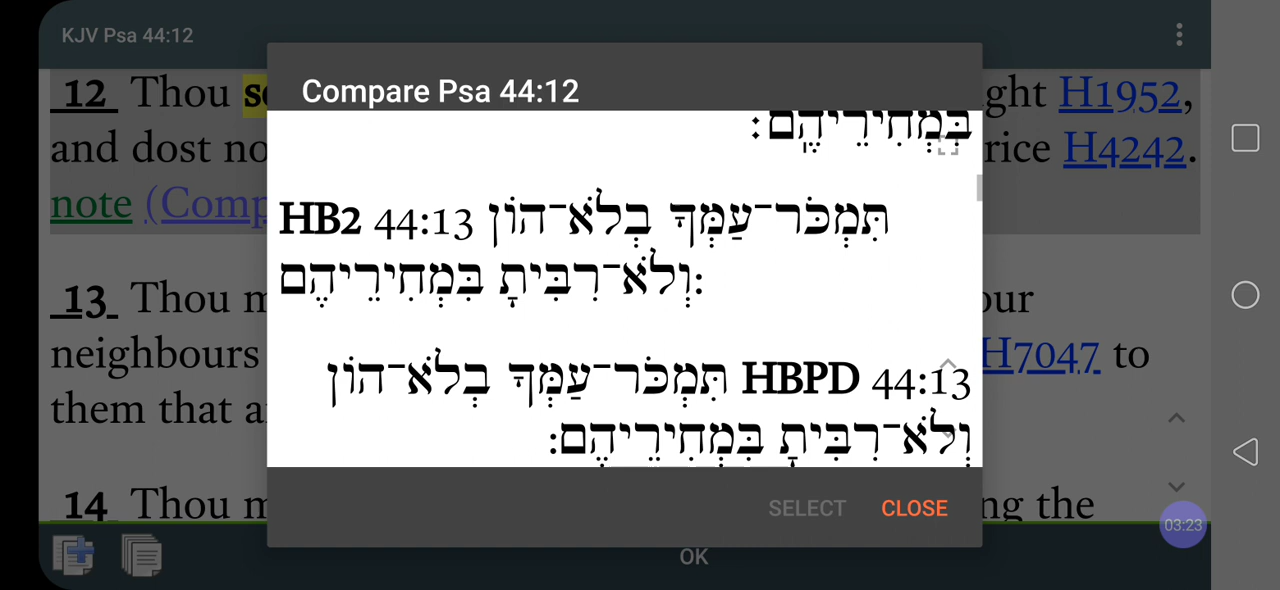 KJV Psa 44:12
Compare Psa 44:12
12 Thou ght H1952,
and dost no rice H4242.
note (Comp
בִּמְחִירֵיהֶֽם׃
HB2 44:13 תִּמְכֹּר־עַמְּךָ בְלֹא־הוֹן
וְלֹא־רִבִּיתָ בִּמְחִירֵיהֶם:
HBPD 44:13 תִּמְכֹּר־עַמְּךָ בְלֹא־הוֹן
וְלֹא־רִבִּיתָ בִּמְחִירֵיהֶם:
13 Thou m our
neighbours H7047 to
them that a
14 Thou m ng the
SELECT CLOSE
OK
03:23